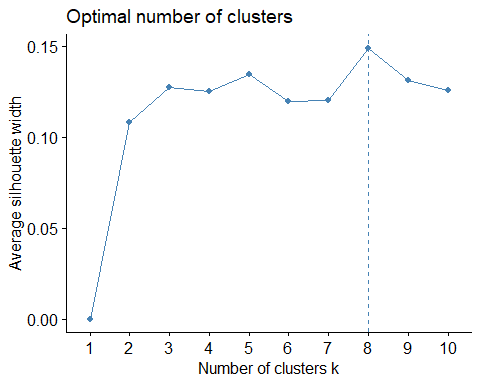 Optimal number of clusters
Average silhouette width
0.15
0.10
0.05
0.00
1 2 3 4 5 6 7 8 9 10
Number of clusters k